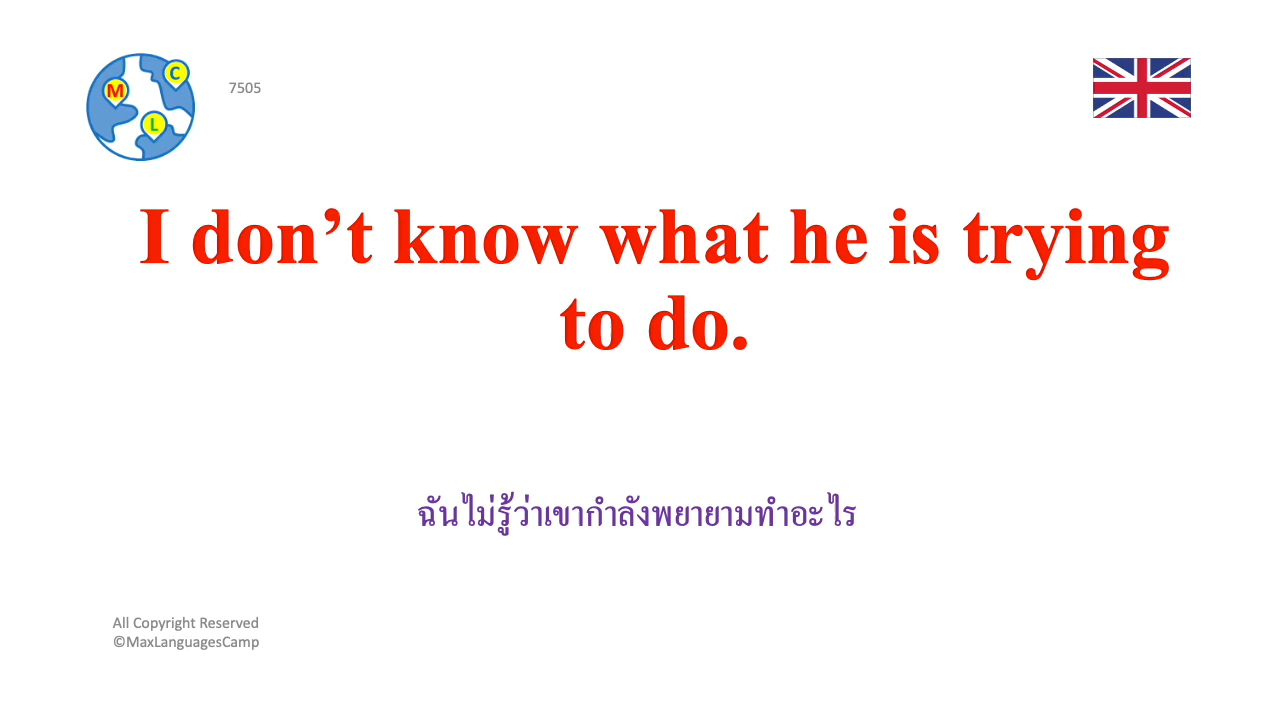 C
M
L
7505
I don’t know what he is trying
to do.
ฉันไม่รู้ว่าเขากำลังพยายามทำอะไร
All Copyright Reserved
©MaxLanguagesCamp